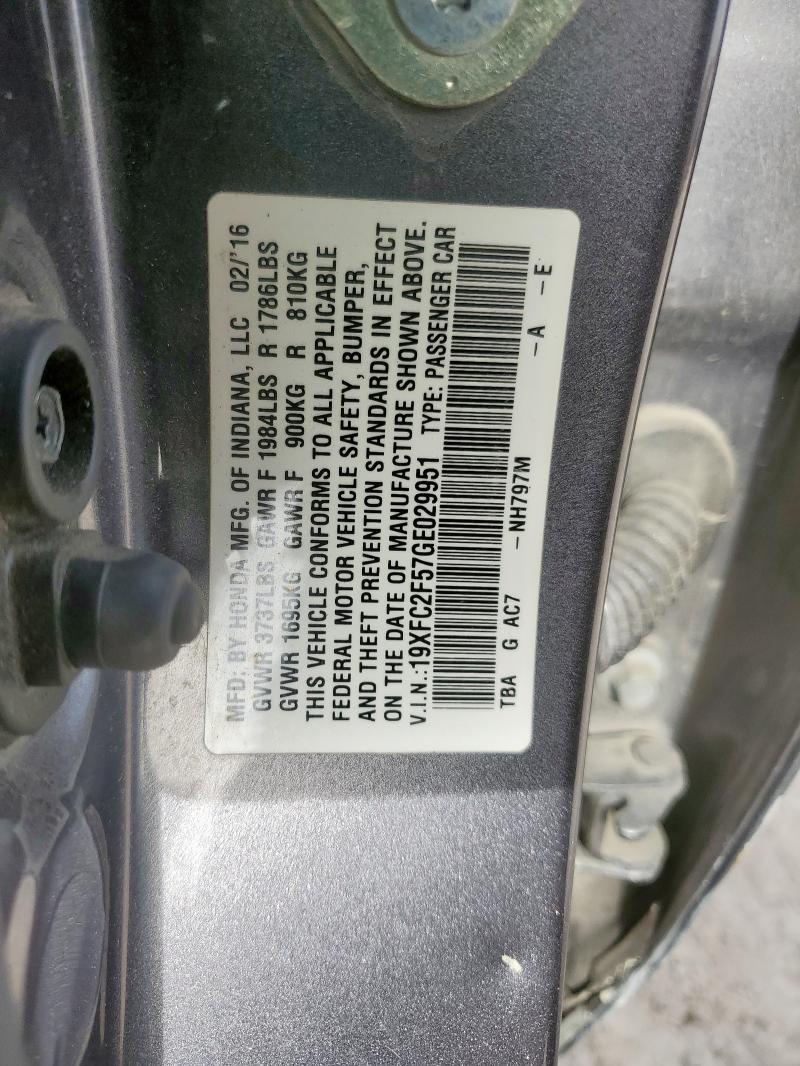 MFD: BY HONDA MFG. OF INDIANA, LLC 02/'16
GVWR 3737LBS GAWR F 1984LBS R 1786LBS
GVWR 1695KG GAWR F 900KG R 810KG
THIS VEHICLE CONFORMS TO ALL APPLICABLE
FEDERAL MOTOR VEHICLE SAFETY, BUMPER,
AND THEFT PREVENTION STANDARDS IN EFFECT
ON THE DATE OF MANUFACTURE SHOWN ABOVE.
V.I.N.:19XFC2F57GE029951 TYPE: PASSENGER CAR
TBA G AC7 -NH797M -A -E